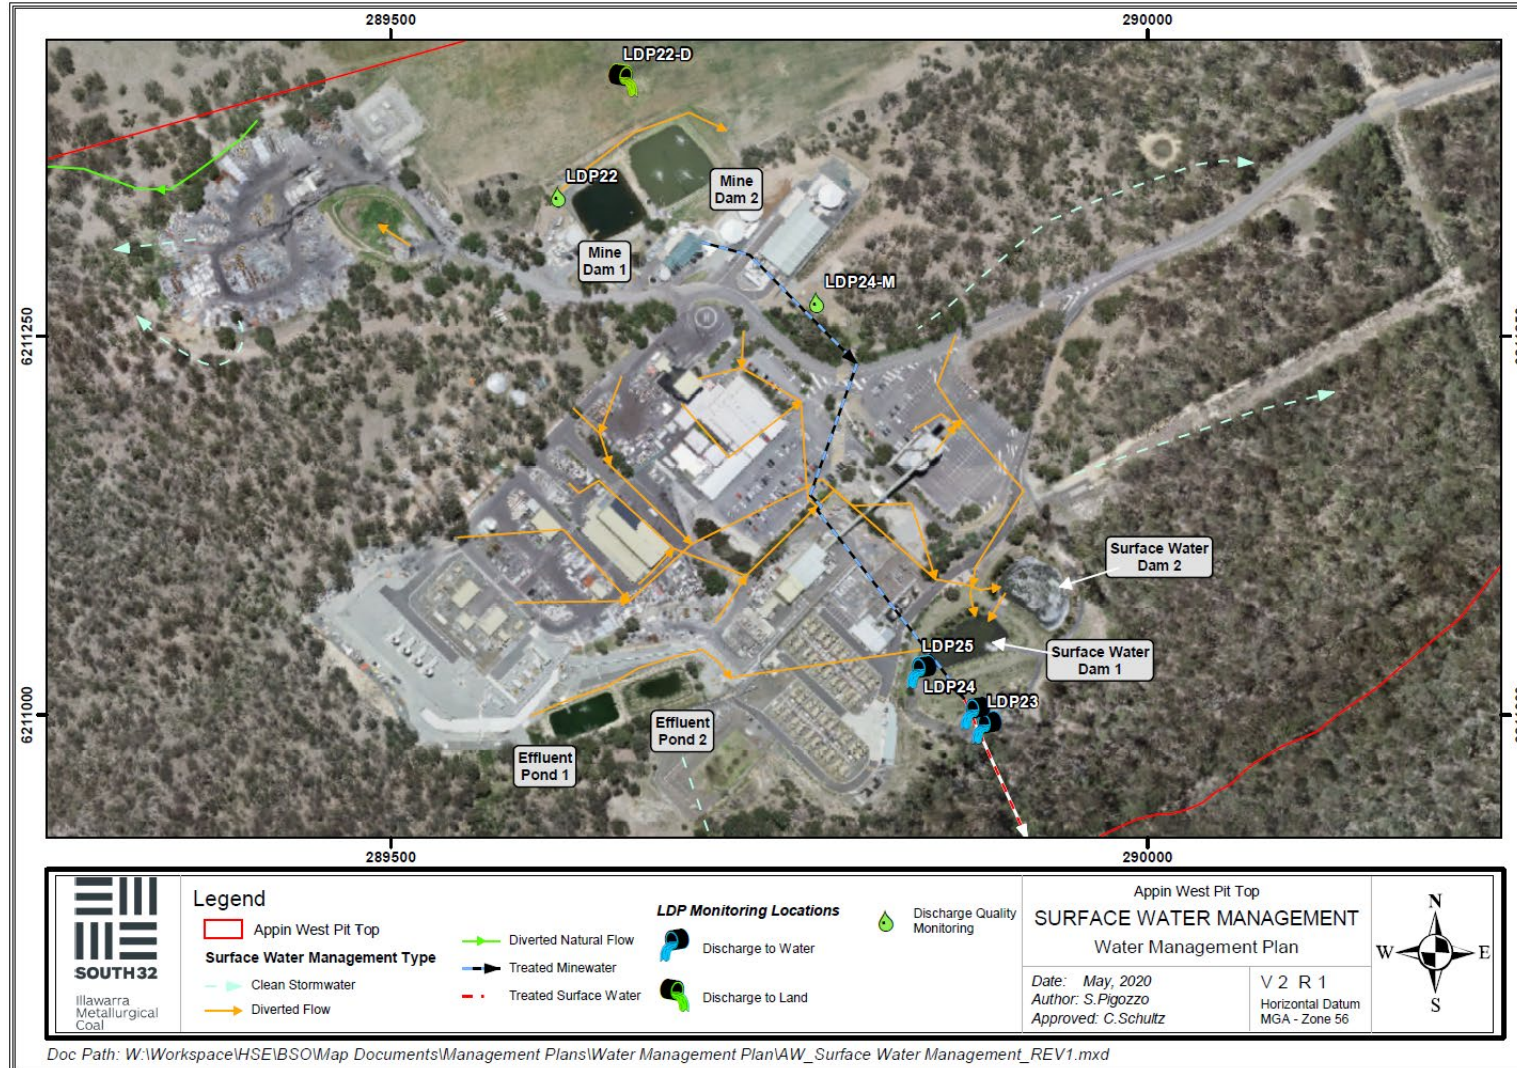 289500
290000
LDP22-D
LDP22
Mine
Dam 2
Mine
Dam 1
LDP24-M
6211250
Surface Water
Dam 2
LDP25
Surface Water
Dam 1
LDP24
LDP23
6211000
Effluent
Pond 2
Effluent
Pond 1
289500
290000
SOUTH32
Illawarra
Metallurgical
Coal
Legend
Appin West Pit Top
Surface Water Management Type
Clean Stormwater
Diverted Flow
Diverted Natural Flow
Treated Minewater
Treated Surface Water
LDP Monitoring Locations
Discharge to Water
Discharge to Land
Discharge Quality
Monitoring
Appin West Pit Top
SURFACE WATER MANAGEMENT
Water Management Plan
Date: May, 2020
Author: S.Pigozzo
Approved: C.Schultz
V 2 R 1
Horizontal Datum
MGA - Zone 56
N
W E
S
Doc Path: W:\Workspace\HSE\BSO\Map Documents\Management Plans\Water Management Plan\AW_Surface Water Management_REV1.mxd